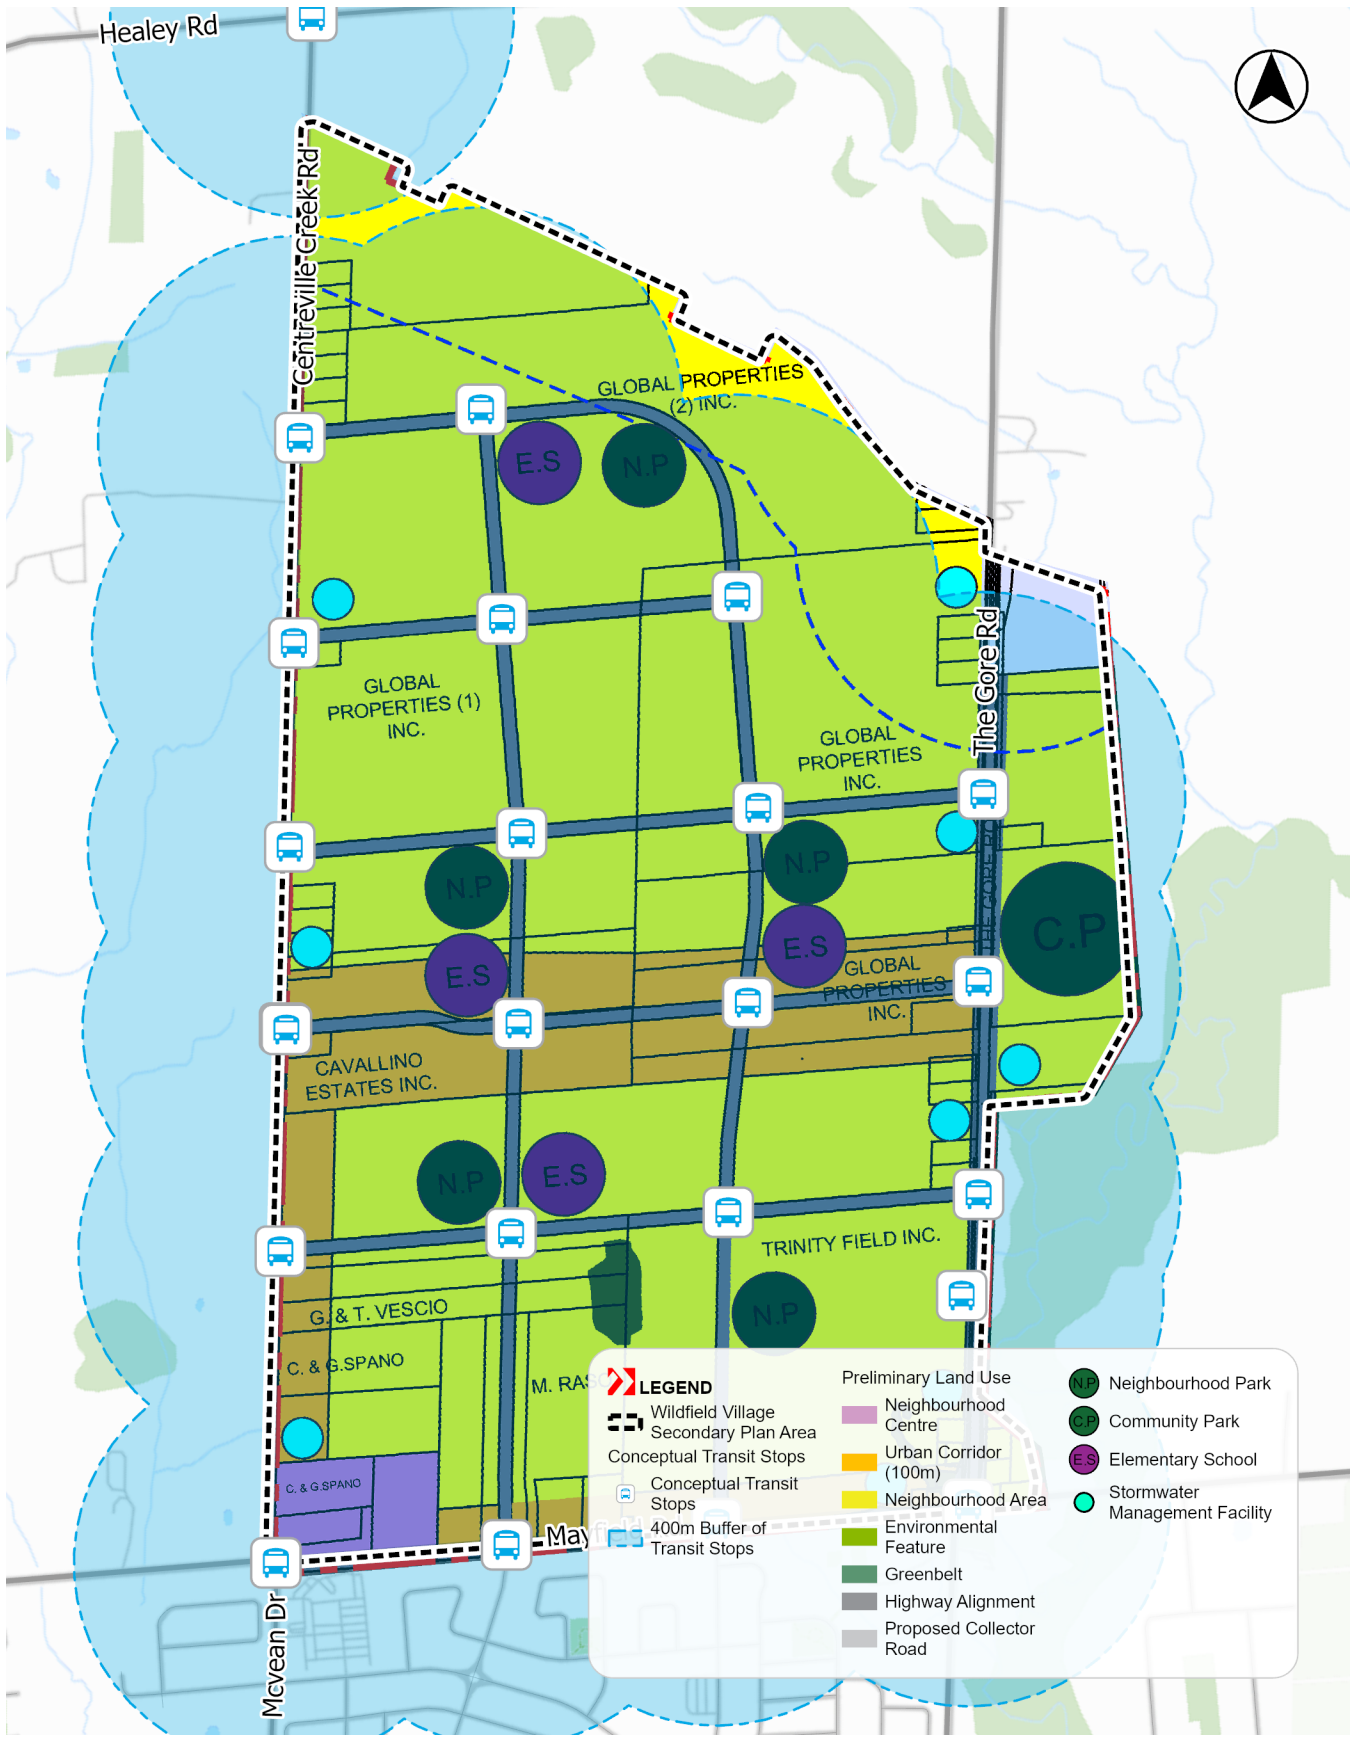 Healey Rd
Centreville Creek Rd
GLOBAL PROPERTIES
(2) INC.
E.S
N.P
The Gore Rd
GLOBAL
PROPERTIES (1)
INC.
GLOBAL
PROPERTIES
INC.
N.P
N.P
C.P
E.S
E.S
GLOBAL
PROPERTIES
INC.
CAVALLINO
ESTATES INC.
N.P
E.S
TRINITY FIELD INC.
G. & T. VESCIO
N.P
C. & G.SPANO
M. RASO
C. & G.SPANO
Mayfield
Mcvean Dr
LEGEND
Wildfield Village
Secondary Plan Area
Conceptual Transit Stops
Conceptual Transit
Stops
400m Buffer of
Transit Stops
Preliminary Land Use
Neighbourhood
Centre
Urban Corridor
(100m)
Neighbourhood Area
Environmental
Feature
Greenbelt
Highway Alignment
Proposed Collector
Road
N.P Neighbourhood Park
C.P Community Park
E.S Elementary School
Stormwater
Management Facility